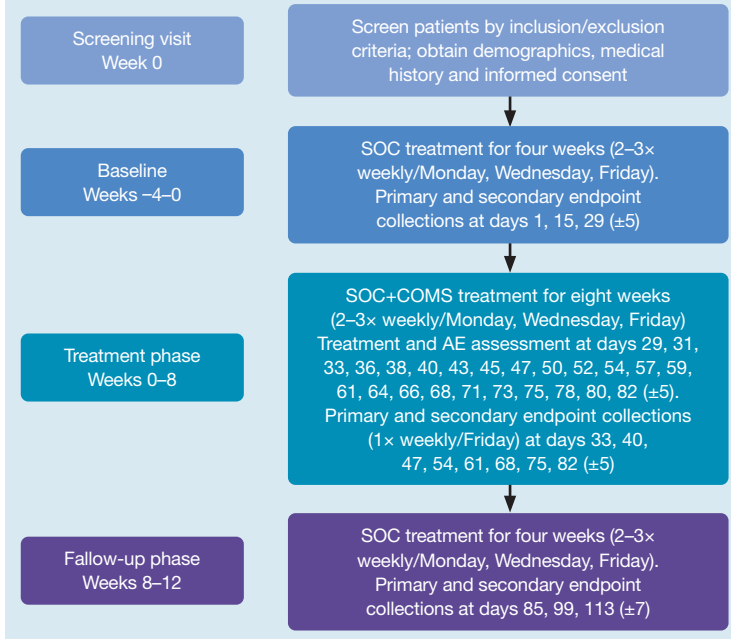 Screening visit
Week 0
Screen patients by inclusion/exclusion
criteria; obtain demographics, medical
history and informed consent
Baseline
Weeks −4–0
SOC treatment for four weeks (2–3×
weekly/Monday, Wednesday, Friday).
Primary and secondary endpoint
collections at days 1, 15, 29 (±5)
Treatment phase
Weeks 0–8
SOC+COMS treatment for eight weeks
(2–3× weekly/Monday, Wednesday, Friday)
Treatment and AE assessment at days 29, 31,
33, 36, 38, 40, 43, 45, 47, 50, 52, 54, 57, 59,
61, 64, 66, 68, 71, 73, 75, 78, 80, 82 (±5).
Primary and secondary endpoint collections
(1× weekly/Friday) at days 33, 40,
47, 54, 61, 68, 75, 82 (±5)
Fallow-up phase
Weeks 8–12
SOC treatment for four weeks (2–3×
weekly/Monday, Wednesday, Friday).
Primary and secondary endpoint
collections at days 85, 99, 113 (±7)